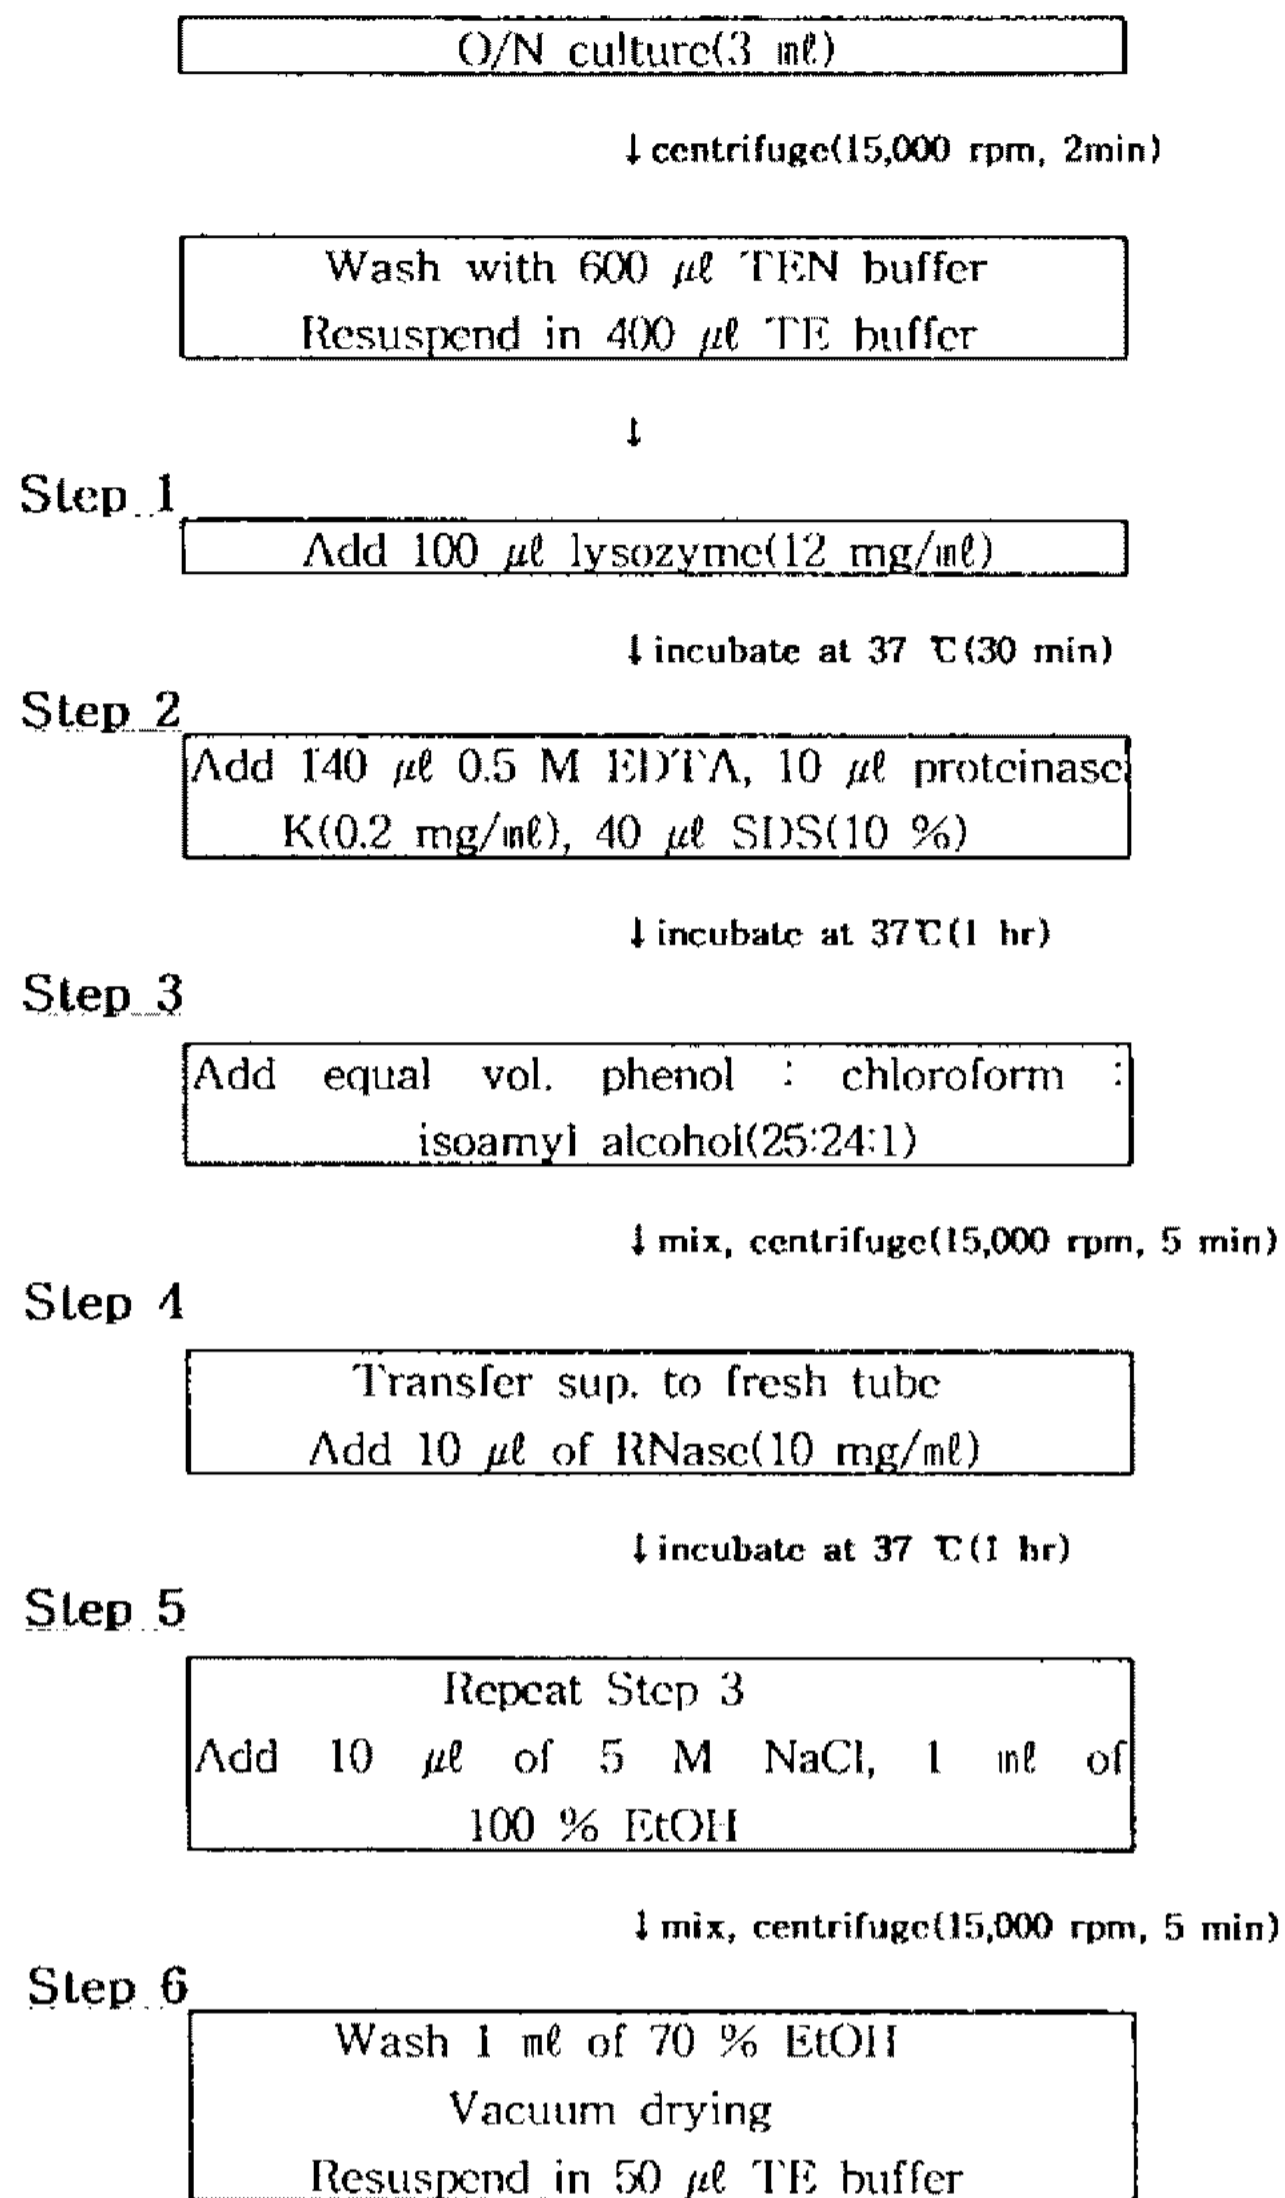 O/N culture(3 ㎖)
↓centrifuge(15,000 rpm, 2min)
Wash with 600 ㎕ TEN buffer
Resuspend in 400 ㎕ TE buffer
↓
Step 1
Add 100 ㎕ lysozyme(12 mg/㎖)
↓incubate at 37 ℃(30 min)
Step 2
Add 140 ㎕ 0.5 M EDTA, 10 ㎕ proteinase
K(0.2 mg/㎖), 40 ㎕ SDS(10 %)
↓incubate at 37℃(1 hr)
Step 3
Add equal vol. phenol : chloroform :
isoamyl alcohol(25:24:1)
↓mix, centrifuge(15,000 rpm, 5 min)
Step 4
Transfer sup. to fresh tube
Add 10 ㎕ of RNase(10 mg/㎖)
↓incubate at 37 ℃(1 hr)
Step 5
Repeat Step 3
Add 10 ㎕ of 5 M NaCl, 1 ㎖ of
100 % EtOH
↓mix, centrifuge(15,000 rpm, 5 min)
Step 6
Wash 1 ㎖ of 70 % EtOH
Vacuum drying
Resuspend in 50 ㎕ TE buffer